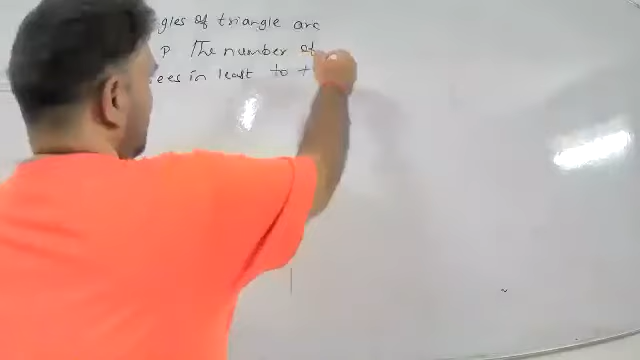 gles of triangle are
P The number of
ees in least to t